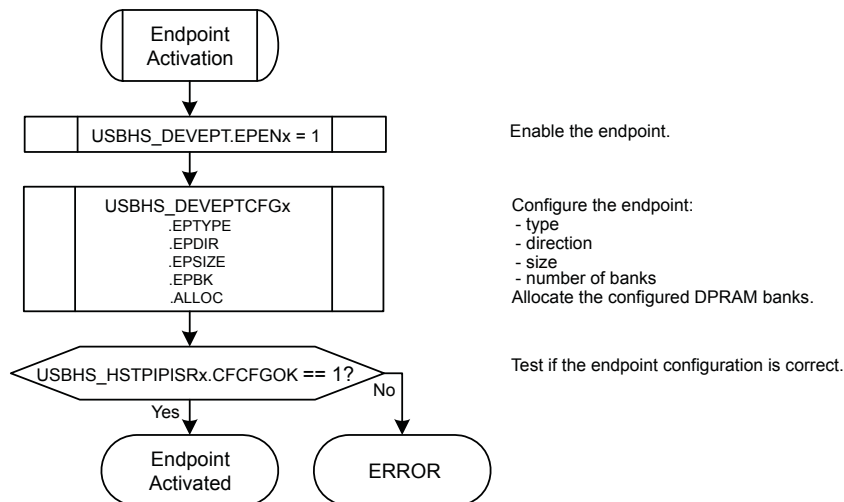 Endpoint
Activation
USBHS_DEVEPT.EPENx = 1
Enable the endpoint.
USBHS_DEVEPTCFGx
.EPTYPE
.EPDIR
.EPSIZE
.EPBK
.ALLOC
Configure the endpoint:
- type
- direction
- size
- number of banks
Allocate the configured DPRAM banks.
USBHS_HSTPIPISRx.CFCFGOK == 1?
Test if the endpoint configuration is correct.
Yes
No
Endpoint
Activated
ERROR